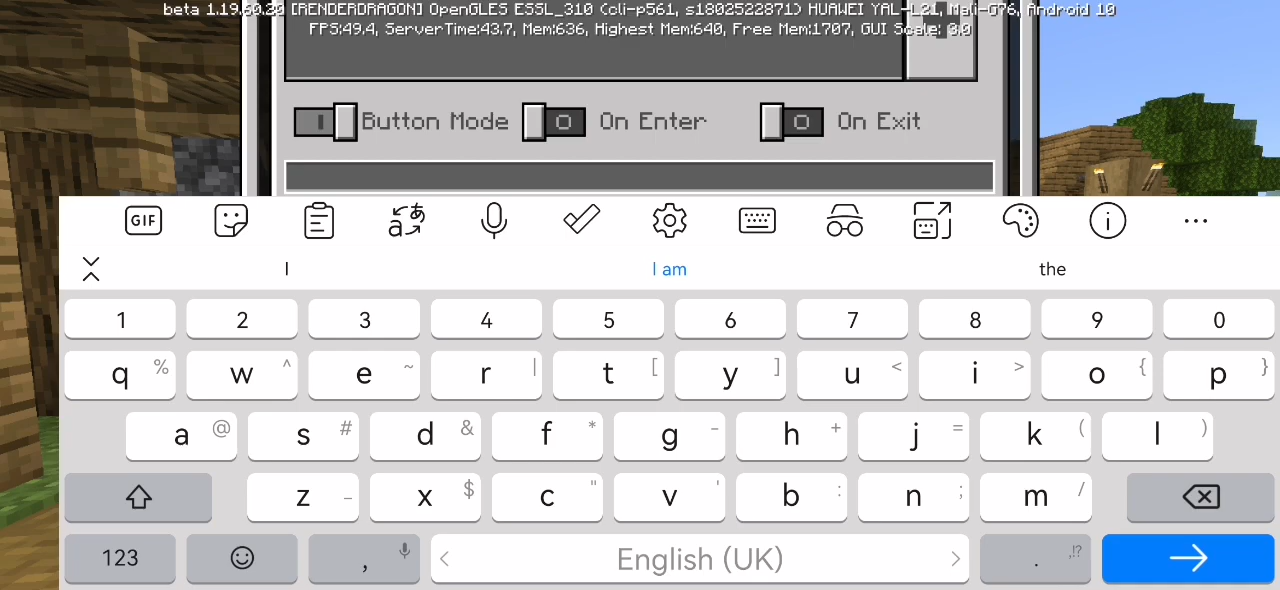 beta 1.19.60.20 [RENDERDRAGON] OpenGLES ESSL_310 (cli-p561, s1802522871) HUAWEI YAL-L21, Mali-G76, Android 10
FPS:49.4, ServerTime:43.7, Mem:636, Highest Mem:640, Free Mem:1707, GUI Scale: 3.0
Button Mode On Enter On Exit
GIF
I I am the
1 2 3 4 5 6 7 8 9 0
q % w ^ e ~ r | t [ y ] u < i > o { p }
a @ s # d & f * g - h + j = k ( l )
z _ x $ c " v ' b : n ; m /
123 , English (UK) . ,!?